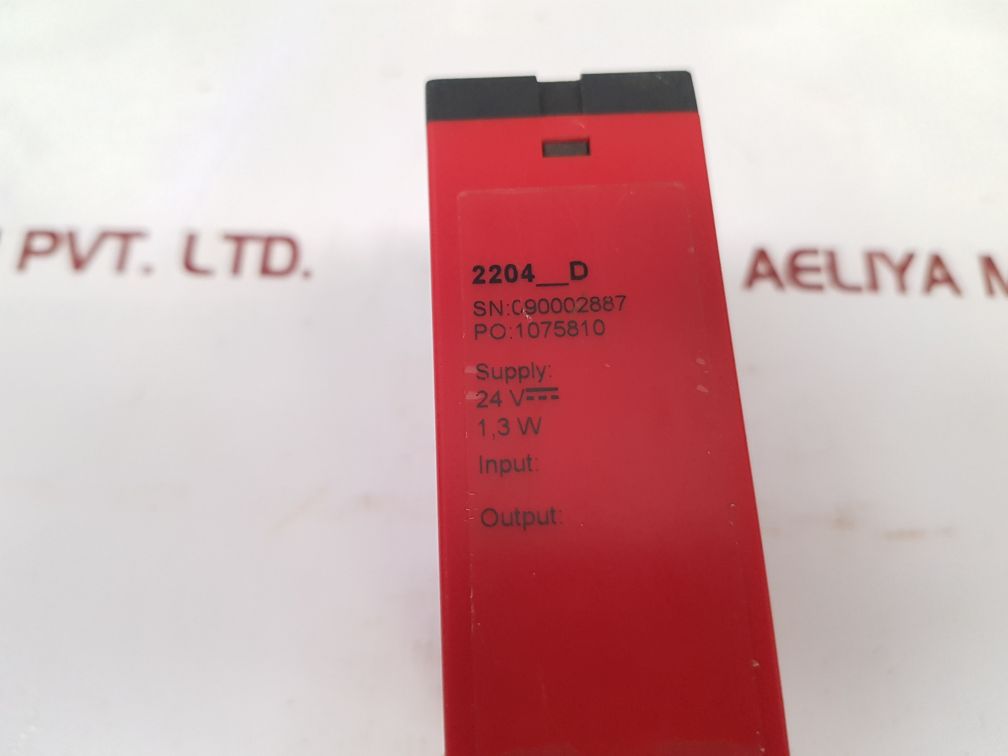 PVT. LTD.
AELIYA M
2204__D
SN:090002887
PO:1075810
Supply:
24 V⎓
1,3 W
Input:
Output: